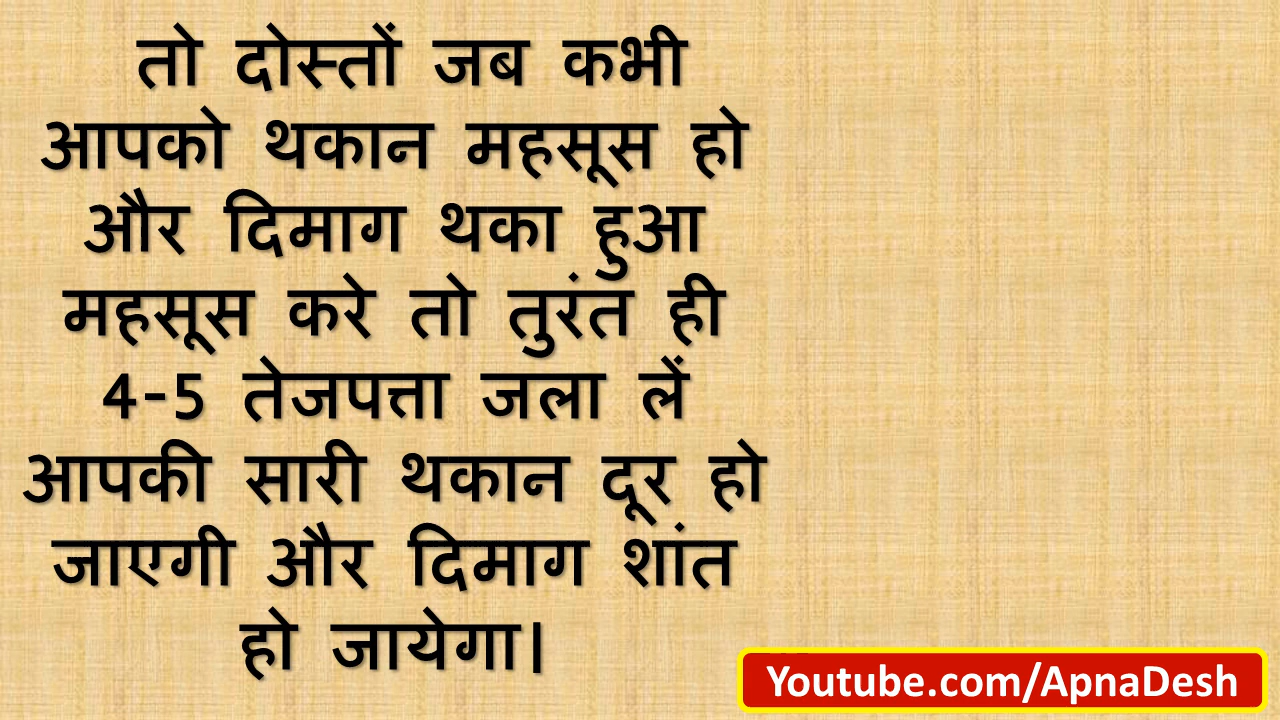 तो दोस्तों जब कभी
आपको थकान महसूस हो
और दिमाग थका हुआ
महसूस करे तो तुरंत ही
4-5 तेजपत्ता जला लें
आपकी सारी थकान दूर हो
जाएगी और दिमाग शांत
हो जायेगा।
Youtube.com/ApnaDesh